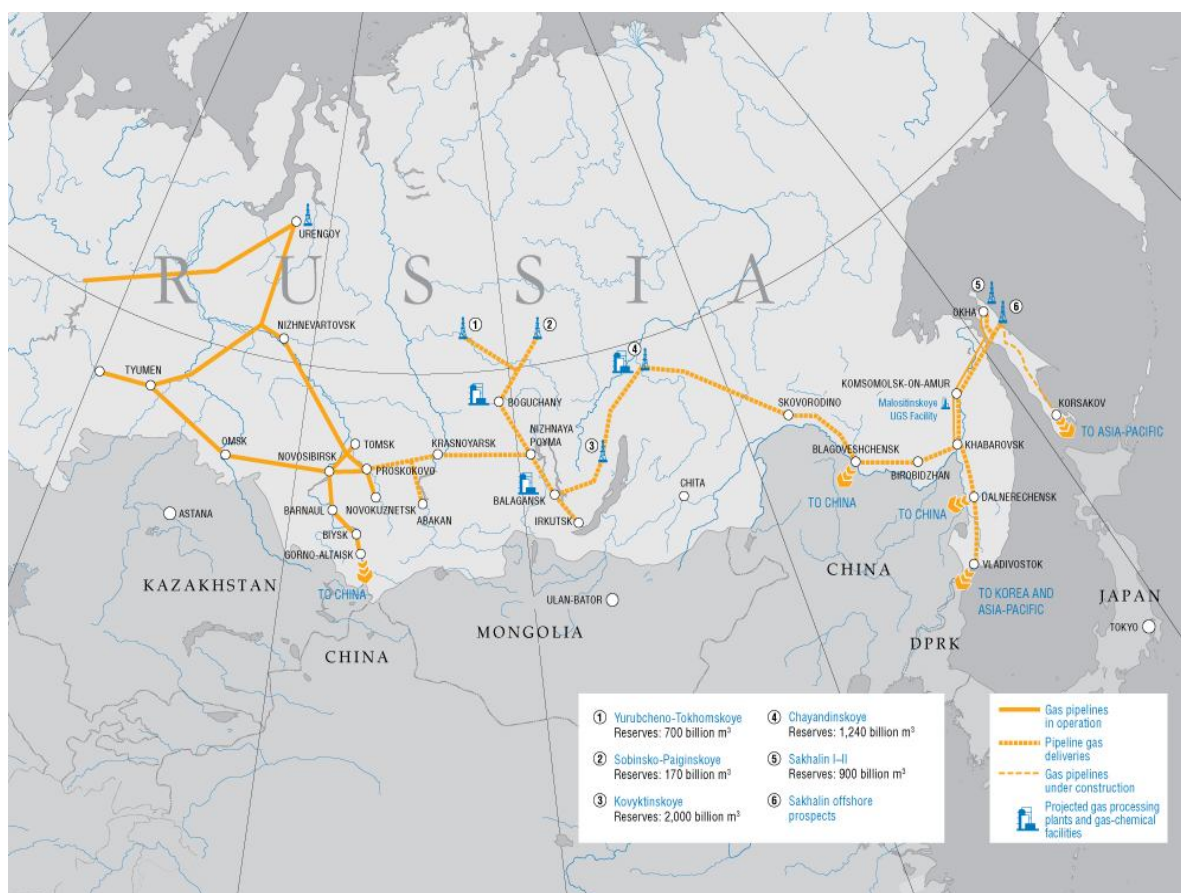 URENGOY
RUSSIA
NIZHNEVARTOVSK
TYUMEN
OMSK
TOMSK
NOVOSIBIRSK
PROSKOKOVO
KRASNOYARSK
BARNAUL
NOVOKUZNETSK
ABAKAN
BIYSK
GORNO-ALTAISK
TO CHINA
ASTANA
KAZAKHSTAN
CHINA
1
2
BOGUCHANY
NIZHNAYA
POYMA
BALAGANSK
IRKUTSK
3
4
CHITA
ULAN-BATOR
MONGOLIA
SKOVORODINO
BLAGOVESHCHENSK
BIROBIDZHAN
TO CHINA
CHINA
5
6
OKHA
KOMSOMOLSK-ON-AMUR
Malositinskoye
UGS Facility
KHABAROVSK
KORSAKOV
TO ASIA-PACIFIC
DALNERECHENSK
TO CHINA
VLADIVOSTOK
TO KOREA AND
ASIA-PACIFIC
DPRK
JAPAN
TOKYO
1 Yurubcheno-Tokhomskoye
Reserves: 700 billion m³
2 Sobinsko-Paiginskoye
Reserves: 170 billion m³
3 Kovyktinskoye
Reserves: 2,000 billion m³
4 Chayandinskoye
Reserves: 1,240 billion m³
5 Sakhalin I–II
Reserves: 900 billion m³
6 Sakhalin offshore
prospects
Gas pipelines
in operation
Pipeline gas
deliveries
Gas pipelines
under construction
Projected gas processing
plants and gas-chemical
facilities